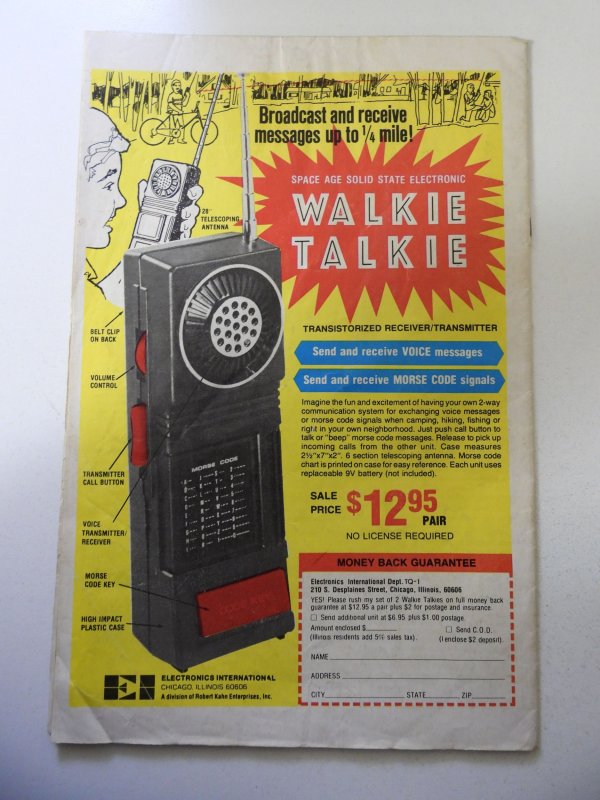 Broadcast and receive
messages up to 1/4 mile!
SPACE AGE SOLID STATE ELECTRONIC
WALKIE
TALKIE
28"
TELESCOPING
ANTENNA
BELT CLIP
ON BACK
VOLUME
CONTROL
TRANSMITTER
CALL BUTTON
VOICE
TRANSMITTER/
RECEIVER
MORSE
CODE KEY
HIGH IMPACT
PLASTIC CASE
MORSE CODE
TRANSISTORIZED RECEIVER/TRANSMITTER
Send and receive VOICE messages
Send and receive MORSE CODE signals
Imagine the fun and excitement of having your own 2-way
communication system for exchanging voice messages
or morse code signals when camping, hiking, fishing or
right in your own neighborhood. Just push call button to
talk or "beep" morse code messages. Release to pick up
incoming calls from the other unit. Case measures
2½"x7"x2". 6 section telescoping antenna. Morse code
chart is printed on case for easy reference. Each unit uses
replaceable 9V battery (not included).
SALE
PRICE $12.95
PAIR
NO LICENSE REQUIRED
MONEY BACK GUARANTEE
Electronics International Dept. TQ-1
210 S. Desplaines Street, Chicago, Illinois, 60606
YES! Please rush my set of 2 Walkie Talkies on full money back
guarantee at $12.95 a pair plus $2 for postage and insurance.
☐ Send additional unit at $6.95 plus $1.00 postage.
Amount enclosed $ ☐ Send C.O.D.
(Illinois residents add 5% sales tax). (I enclose $2 deposit).
NAME
ADDRESS
CITY STATE ZIP
EI
ELECTRONICS INTERNATIONAL
CHICAGO, ILLINOIS 60606
A division of Robert Kahn Enterprises, Inc.